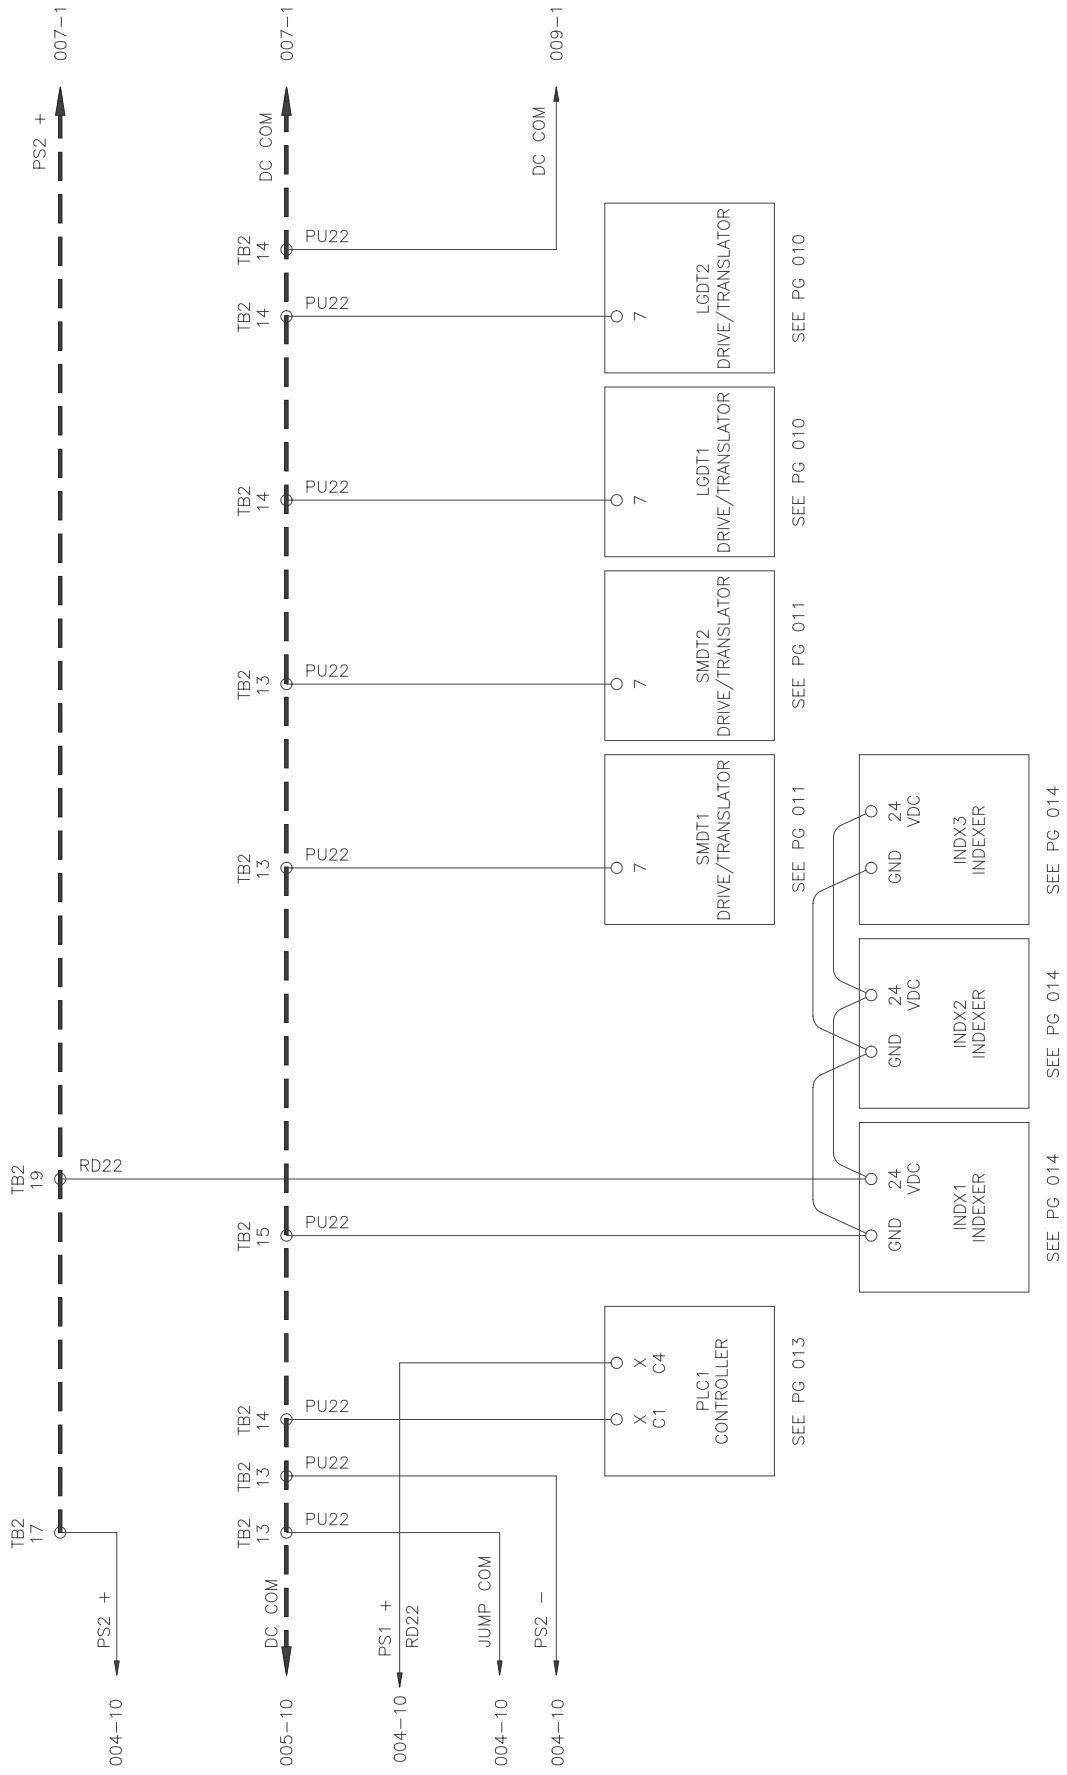 TB2
17
TB2
19
RD22
PS2 +
007-1
PS2 +
004-10
005-10
DC COM
TB2
13
PU22
TB2
13
PU22
TB2
14
PU22
TB2
15
PU22
TB2
13
PU22
TB2
13
PU22
TB2
14
PU22
TB2
14
PU22
TB2
14
PU22
DC COM
007-1
004-10
PS1 +
RD22
004-10
JUMP COM
004-10
PS2 -
DC COM
009-1
X
C1
X
C4
PLC1
CONTROLLER
SEE PG 013
7
SMDT1
DRIVE/TRANSLATOR
SEE PG 011
7
SMDT2
DRIVE/TRANSLATOR
SEE PG 011
7
LGDT1
DRIVE/TRANSLATOR
SEE PG 010
7
LGDT2
DRIVE/TRANSLATOR
SEE PG 010
GND
24
VDC
INDX1
INDEXER
SEE PG 014
GND
24
VDC
INDX2
INDEXER
SEE PG 014
GND
24
VDC
INDX3
INDEXER
SEE PG 014